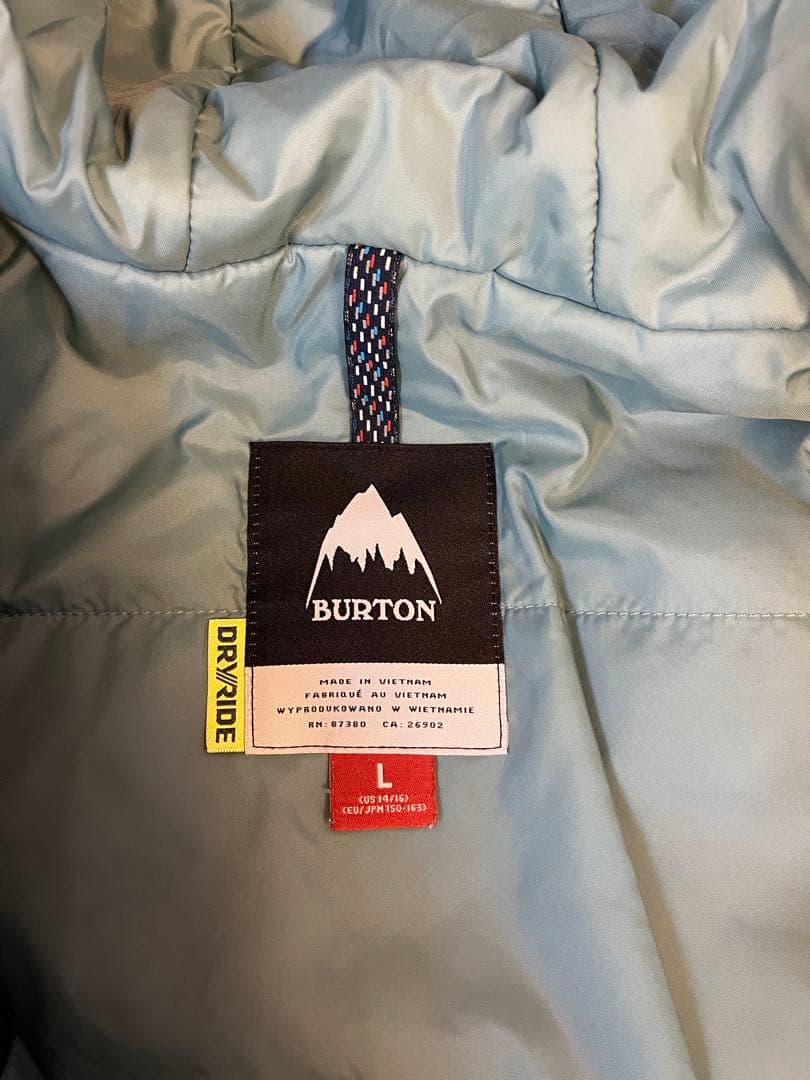 BURTON
DRY//RIDE
MADE IN VIETNAM
FABRIQUÉ AU VIETNAM
WYPRODUKOWANO W WIETNAMIE
RN: 87380 CA: 26902
L
(US 14/16)
(EU/JPN 150-163)